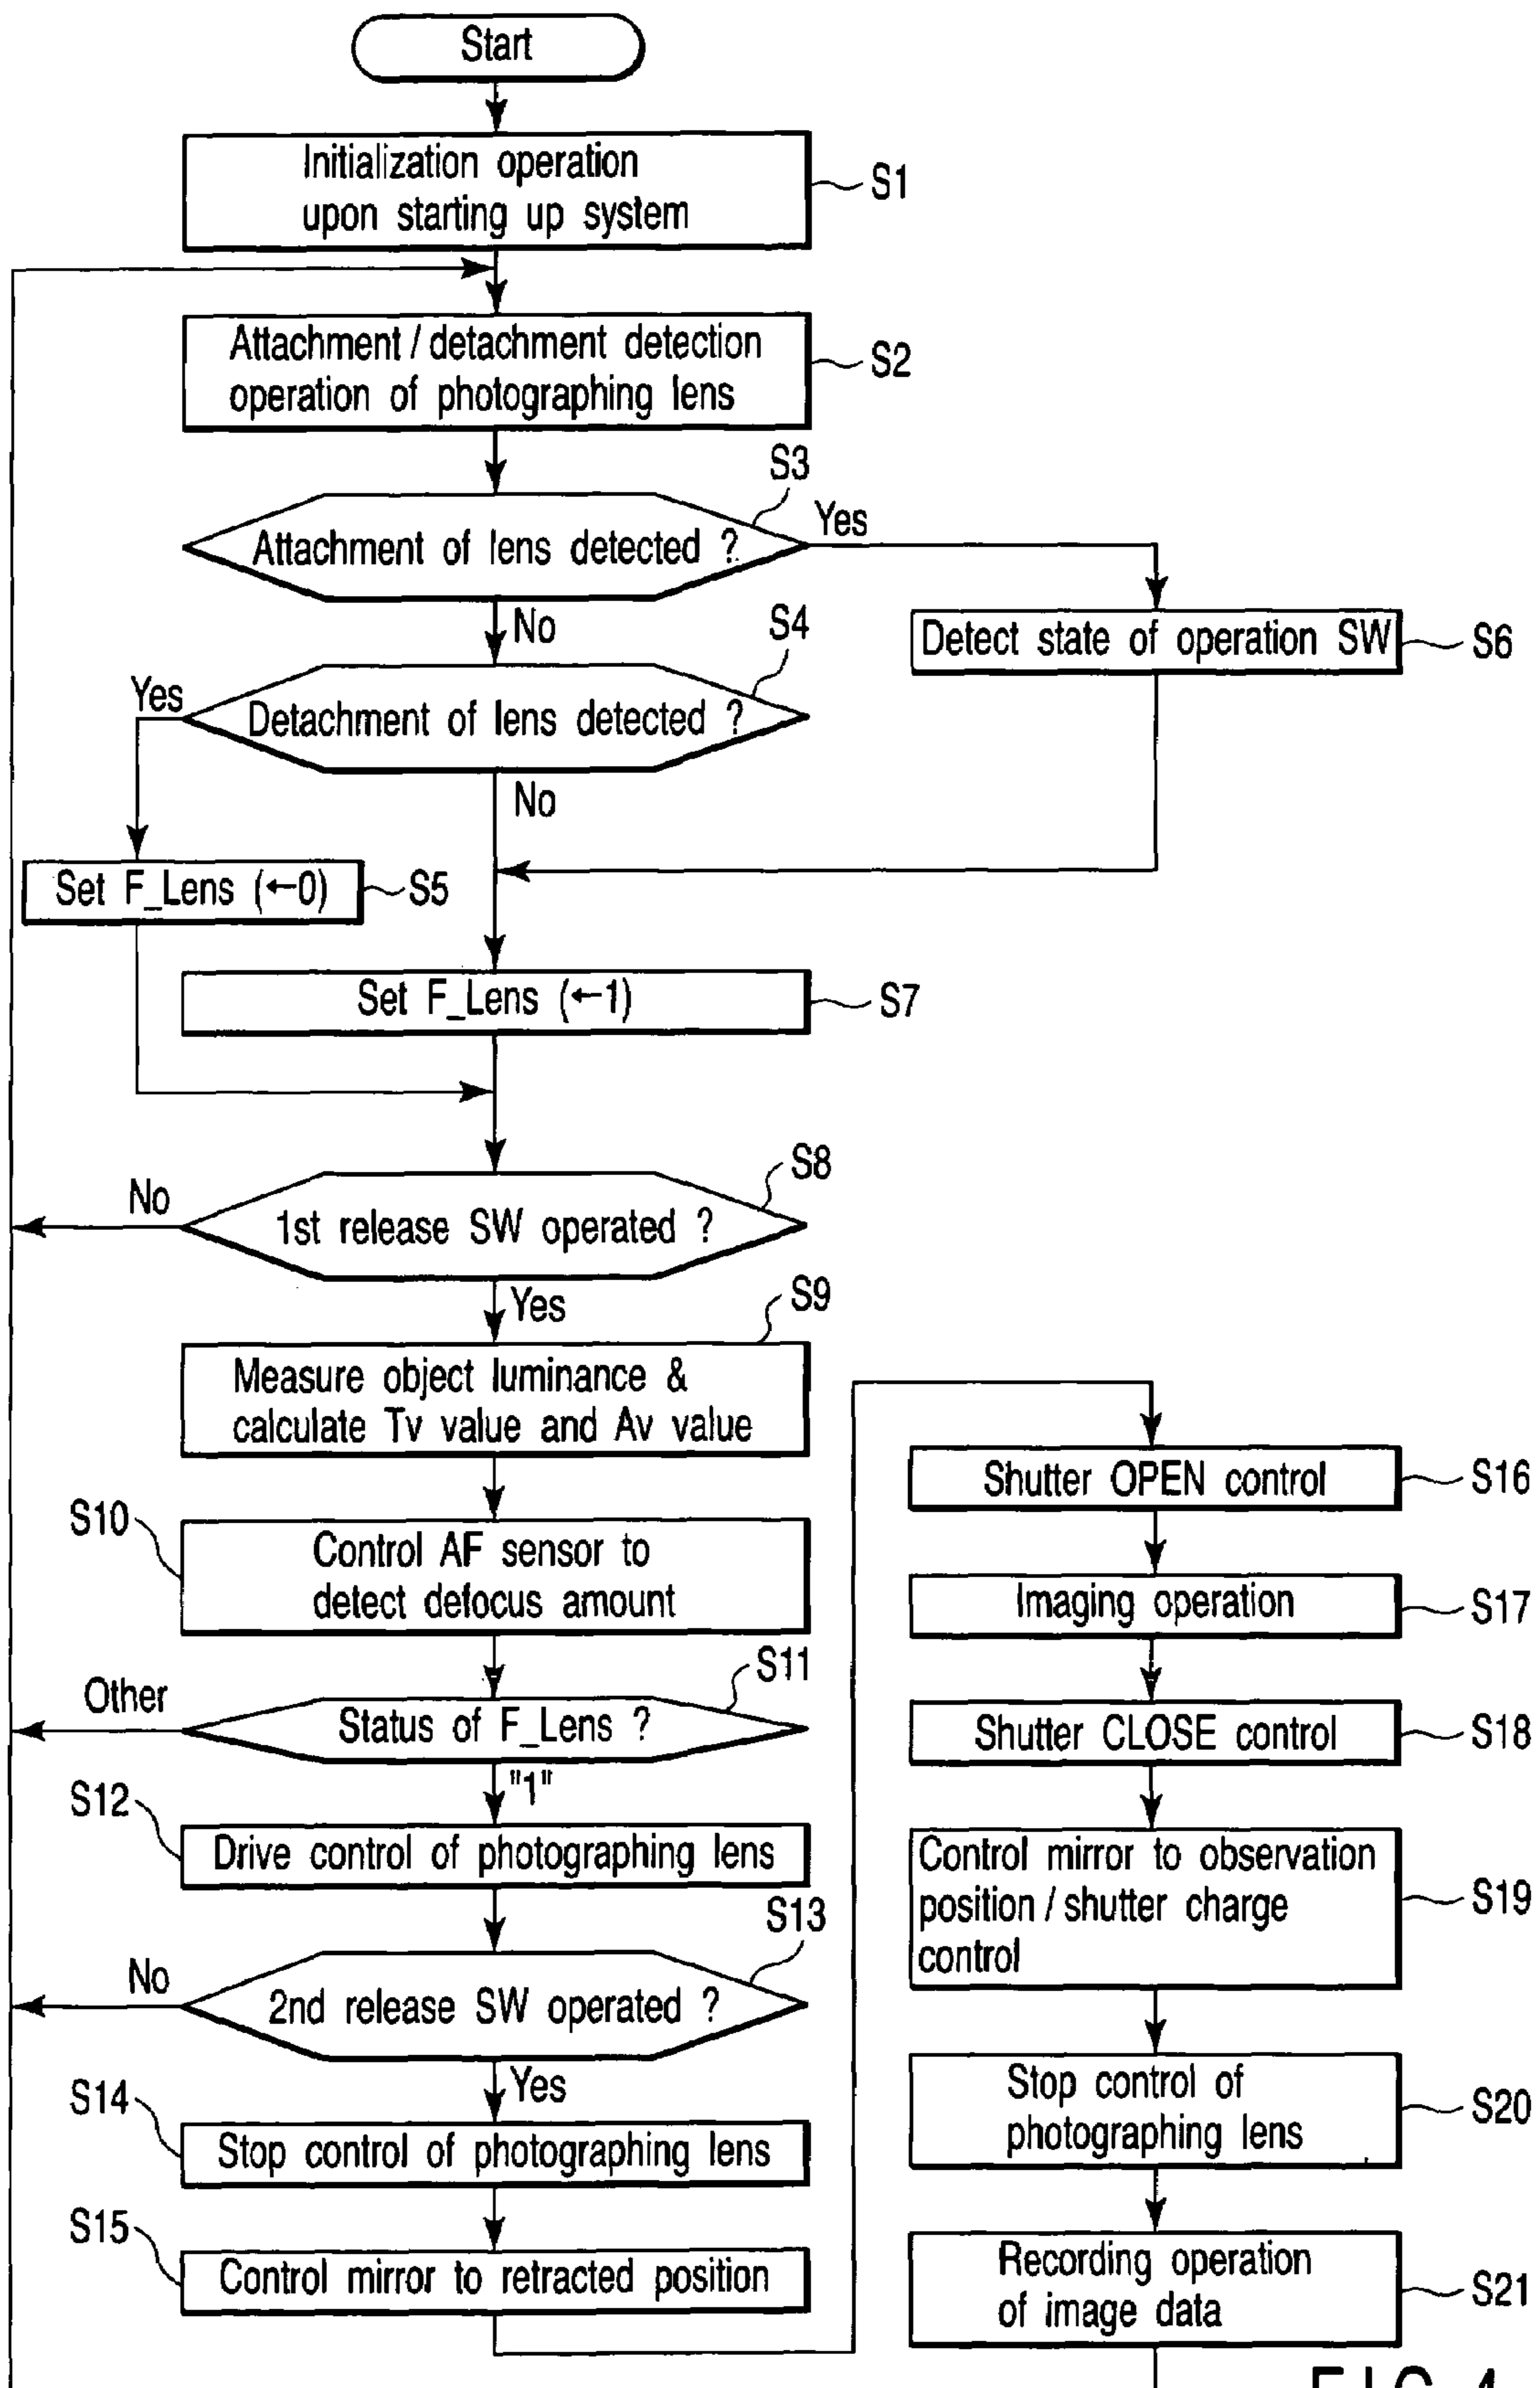 Start
Initialization operation
upon starting up system
S1
Attachment / detachment detection
operation of photographing lens
S2
S3
Attachment of lens detected ?
Yes
No
Detect state of operation SW
S6
S4
Detachment of lens detected ?
Yes
No
Set F_Lens (←0)
S5
Set F_Lens (←1)
S7
S8
1st release SW operated ?
No
Yes
S9
Measure object luminance &
calculate Tv value and Av value
S10
Control AF sensor to
detect defocus amount
S11
Status of F_Lens ?
Other
"1"
S12
Drive control of photographing lens
S13
2nd release SW operated ?
No
Yes
S14
Stop control of photographing lens
S15
Control mirror to retracted position
Shutter OPEN control
S16
Imaging operation
S17
Shutter CLOSE control
S18
Control mirror to observation
position / shutter charge
control
S19
Stop control of
photographing lens
S20
Recording operation
of image data
S21